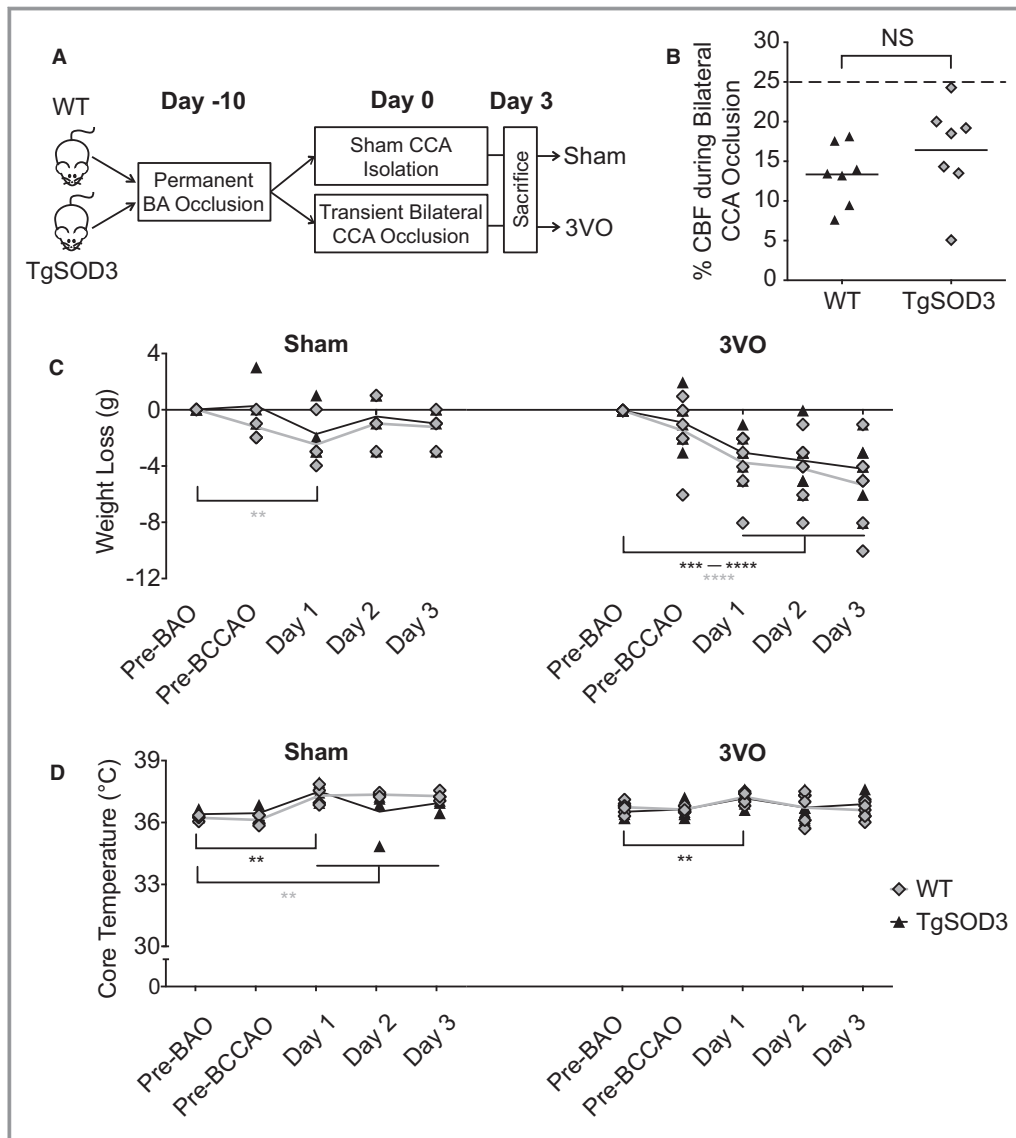 A
WT
TgSOD3
Day -10
Day 0
Day 3
Permanent
BA Occlusion
Sham CCA
Isolation
Transient Bilateral
CCA Occlusion
Sacrifice
Sham
3VO
B
% CBF during Bilateral
CCA Occlusion
30
25
20
15
10
5
0
NS
WT
TgSOD3
C
Sham
3VO
Weight Loss (g)
4
0
-4
-8
-12
**
*** — ****
****
Pre-BAO
Pre-BCCAO
Day 1
Day 2
Day 3
Pre-BAO
Pre-BCCAO
Day 1
Day 2
Day 3
D
Sham
3VO
Core Temperature (°C)
39
36
33
30
0
**
**
**
WT
TgSOD3
Pre-BAO
Pre-BCCAO
Day 1
Day 2
Day 3
Pre-BAO
Pre-BCCAO
Day 1
Day 2
Day 3